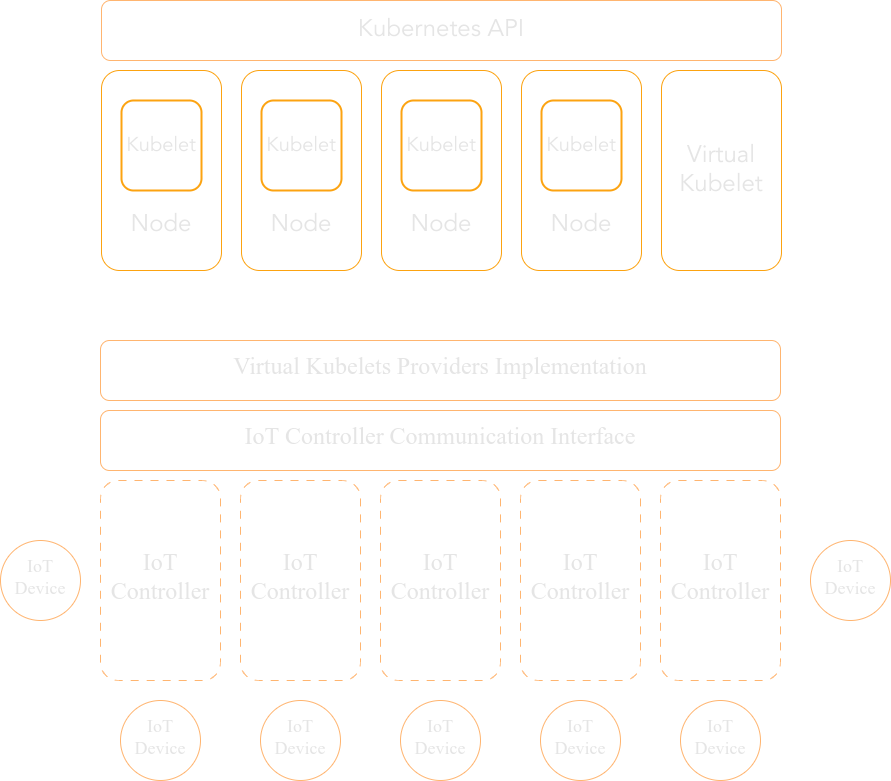 Kubernetes API
Kubelet Kubelet Kubelet Kubelet
Virtual
Kubelet
Node Node Node Node
Virtual Kubelets Providers Implementation
IoT Controller Communication Interface
IoT
Device
IoT
Controller
IoT
Controller
IoT
Controller
IoT
Controller
IoT
Controller
IoT
Device
IoT
Device
IoT
Device
IoT
Device
IoT
Device
IoT
Device